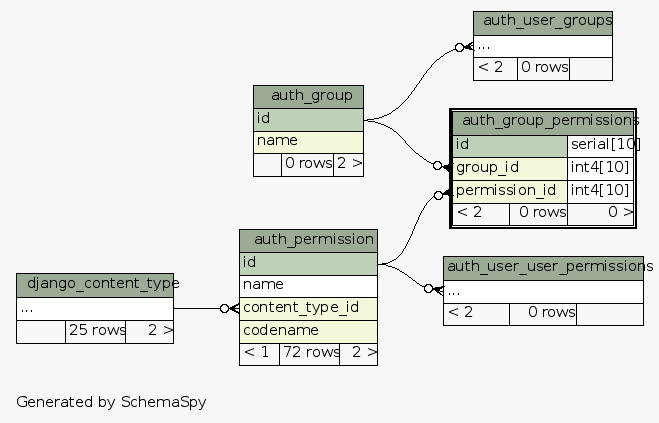 auth_user_groups
...
< 2 0 rows
auth_group
id
name
0 rows 2 >
auth_group_permissions
id serial[10]
group_id int4[10]
permission_id int4[10]
< 2 0 rows 0 >
auth_permission
id
name
content_type_id
codename
< 1 72 rows 2 >
auth_user_user_permissions
...
< 2 0 rows
django_content_type
...
25 rows 2 >
Generated by SchemaSpy